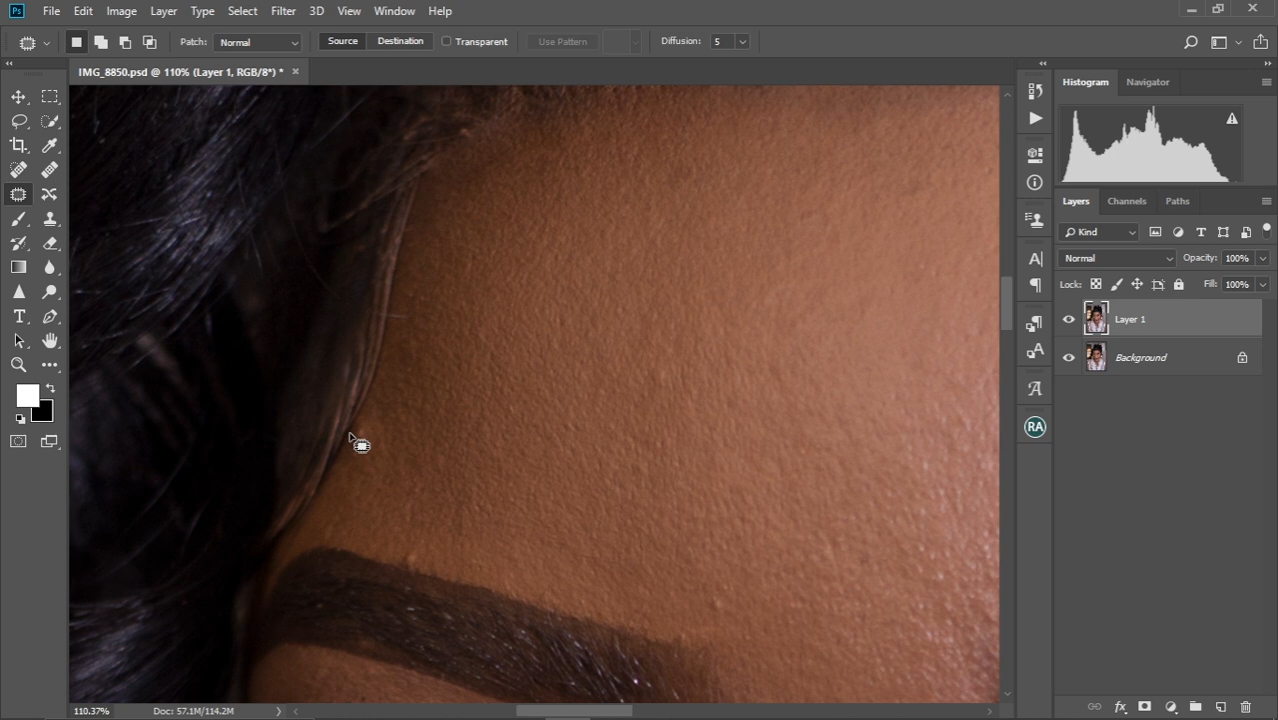 Ps File Edit Image Layer Type Select Filter 3D View Window Help
Patch: Normal Source Destination Transparent Use Pattern Diffusion: 5
IMG_8850.psd @ 110% (Layer 1, RGB/8*) *
Histogram Navigator
Layers Channels Paths
Kind
Normal Opacity: 100%
Lock: Fill: 100%
Layer 1
Background
RA
110.37% Doc: 57.1M/114.2M